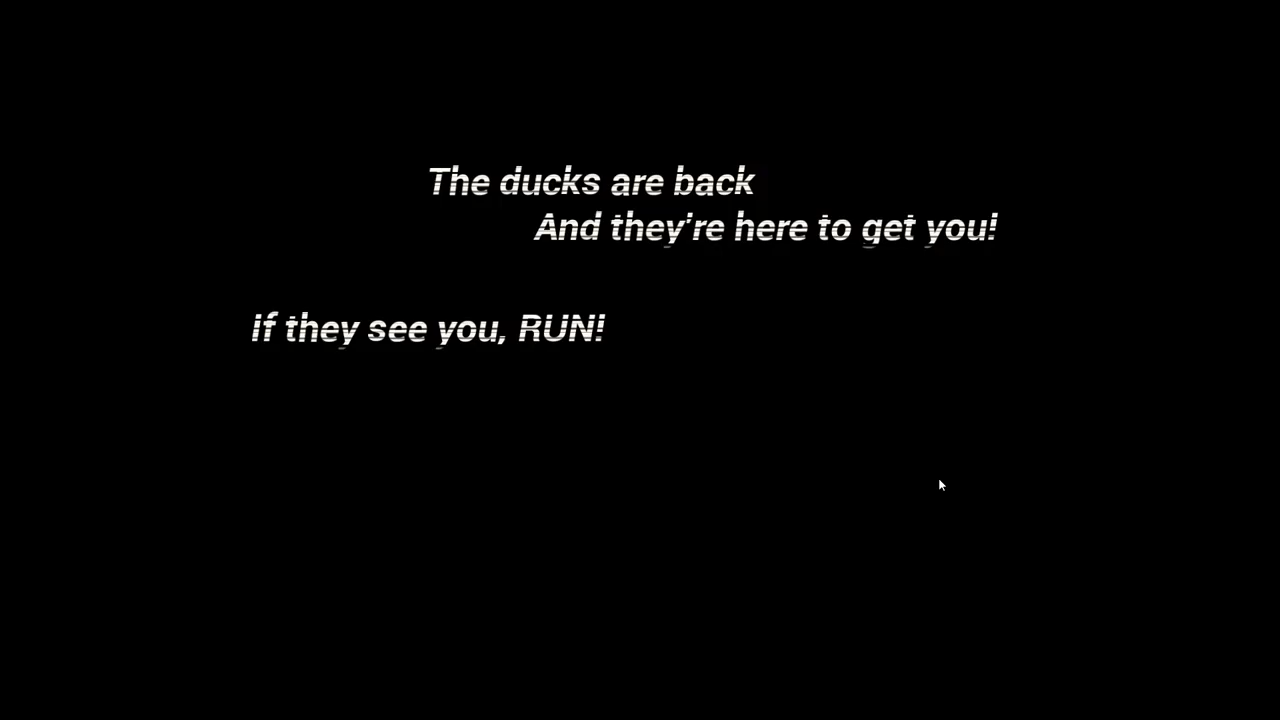 The ducks are back
And they're here to get you!
If they see you, RUN!